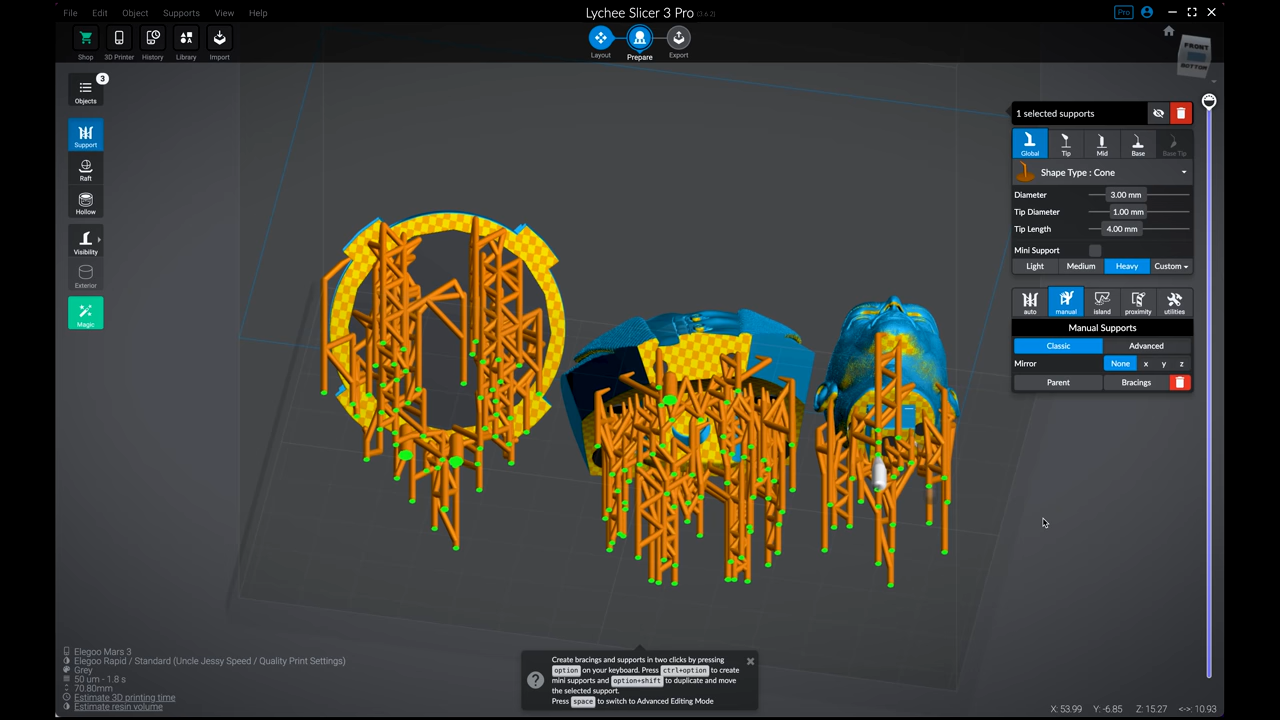 File Edit Object Supports View Help
Lychee Slicer 3 Pro (3.6.2)
Pro
Shop 3D Printer History Library Import
Layout Prepare Export
FRONT
BOTTOM
3
Objects
Support
Raft
Hollow
Visibility
Exterior
Magic
1 selected supports
Global Tip Mid Base Base Tip
Shape Type : Cone
Diameter 3.00 mm
Tip Diameter 1.00 mm
Tip Length 4.00 mm
Mini Support
Light Medium Heavy Custom
auto manual island proximity utilities
Manual Supports
Classic Advanced
Mirror None x y z
Parent Bracings
Elegoo Mars 3
Elegoo Rapid / Standard (Uncle Jessy Speed / Quality Print Settings)
Grey
50 um - 1.8 s
70.80mm
Estimate 3D printing time
Estimate resin volume
Create bracings and supports in two clicks by pressing
option on your keyboard. Press ctrl+option to create
mini supports and option+shift to duplicate and move
the selected support.
Press space to switch to Advanced Editing Mode
X: 53.99 Y: -6.85 Z: 15.27 <->: 10.93